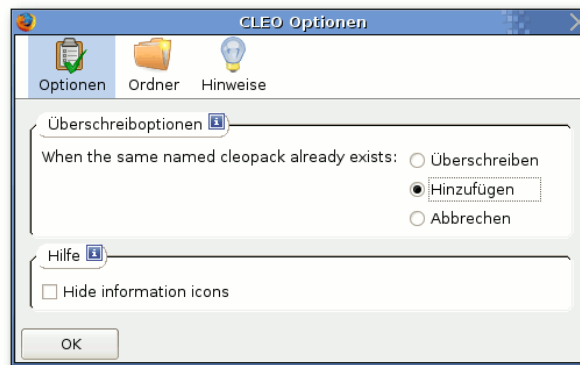 CLEO Optionen
Optionen Ordner Hinweise
Überschreiboptionen
When the same named cleopack already exists: Überschreiben
Hinzufügen
Abbrechen
Hilfe
Hide information icons
OK